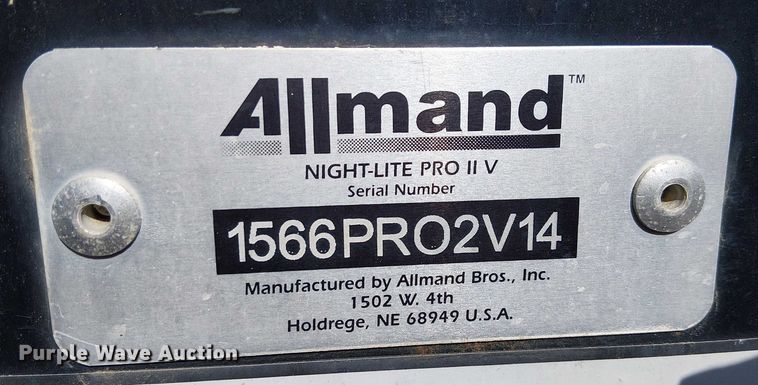 Allmand™
NIGHT-LITE PRO II V
Serial Number
1566PRO2V14
Manufactured by Allmand Bros., Inc.
1502 W. 4th
Holdrege, NE 68949 U.S.A.
Purple Wave Auction